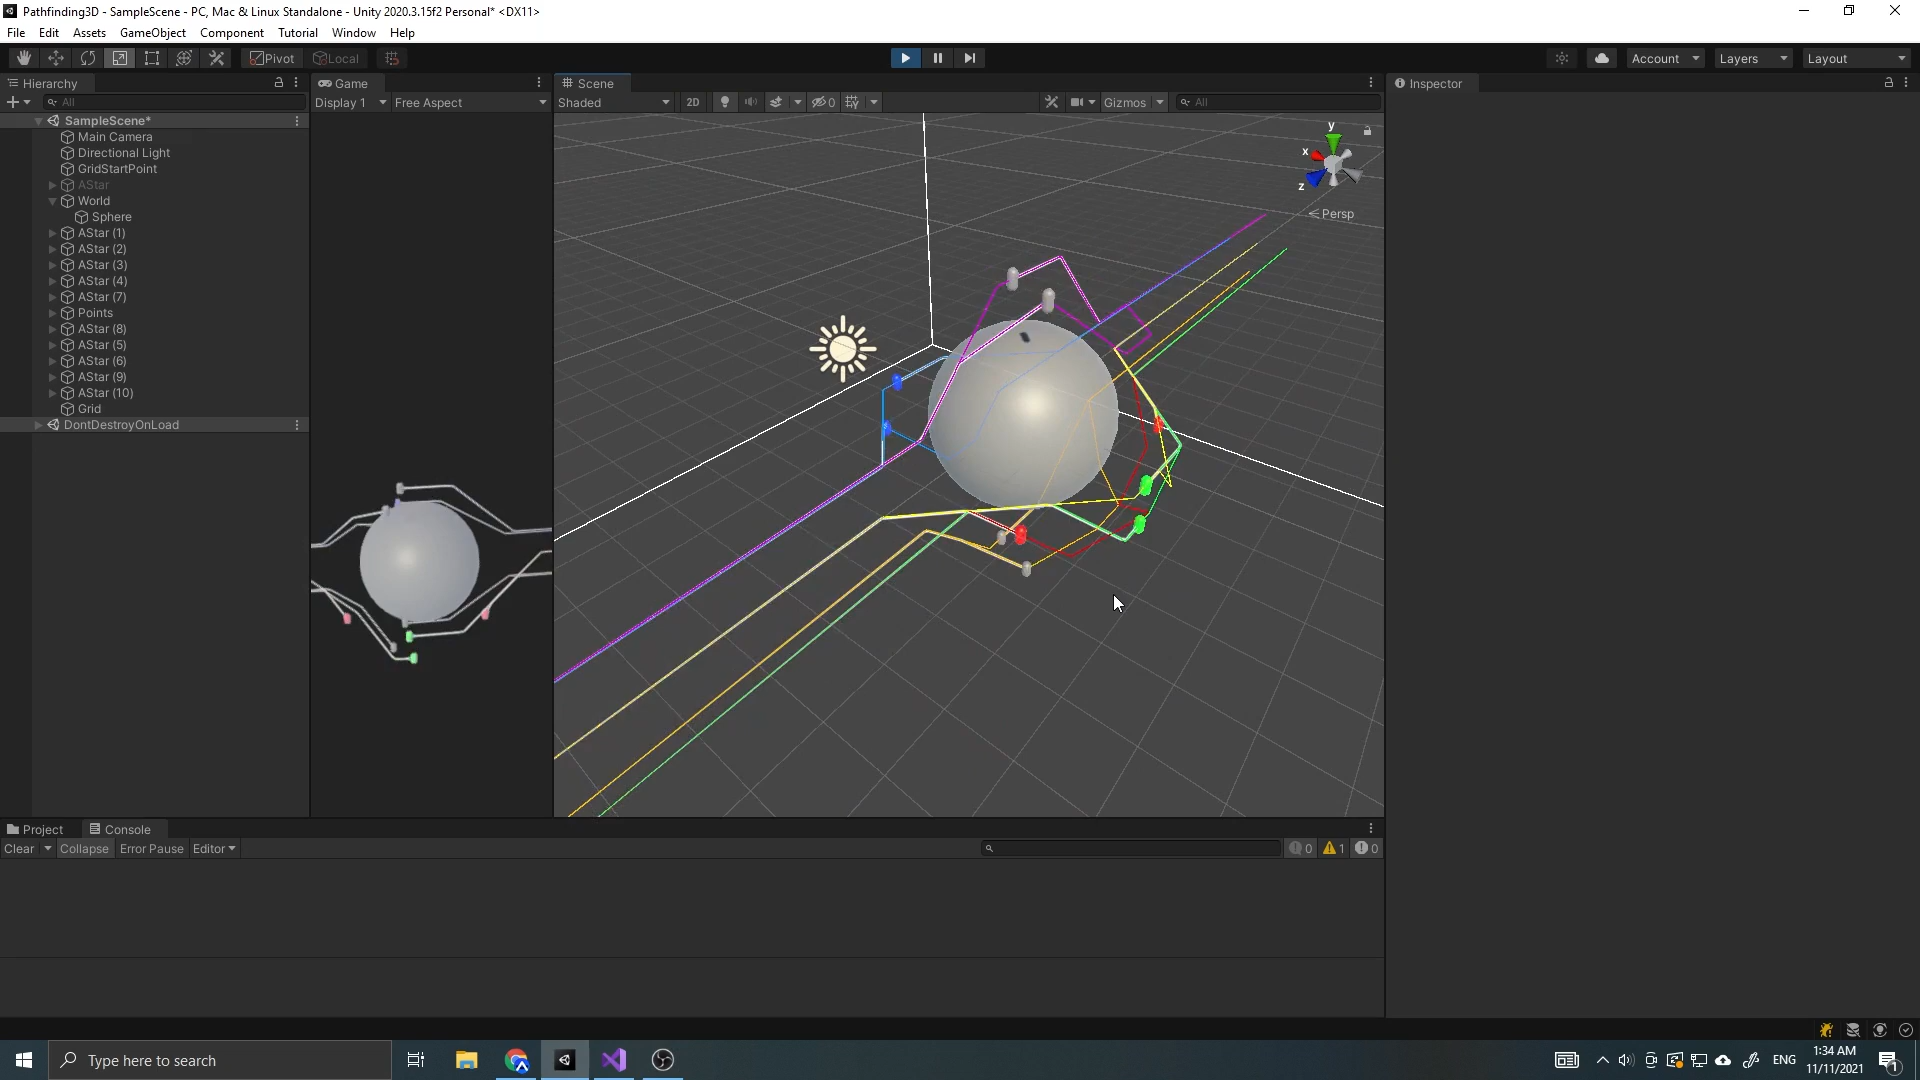 Pathfinding3D - SampleScene - PC, Mac & Linux Standalone - Unity 2020.3.15f2 Personal* <DX11>
File Edit Assets GameObject Component Tutorial Window Help
Pivot Local Account Layers Layout
Hierarchy
All
SampleScene*
Main Camera
Directional Light
GridStartPoint
AStar
World
Sphere
AStar (1)
AStar (2)
AStar (3)
AStar (4)
AStar (7)
Points
AStar (8)
AStar (5)
AStar (6)
AStar (9)
AStar (10)
Grid
DontDestroyOnLoad
Game
Display 1 Free Aspect
Scene
Shaded 2D 0 Gizmos All
y
x
z
Persp
Inspector
Project Console
Clear Collapse Error Pause Editor 0 1 0
Type here to search
ENG
1:34 AM
11/11/2021
1